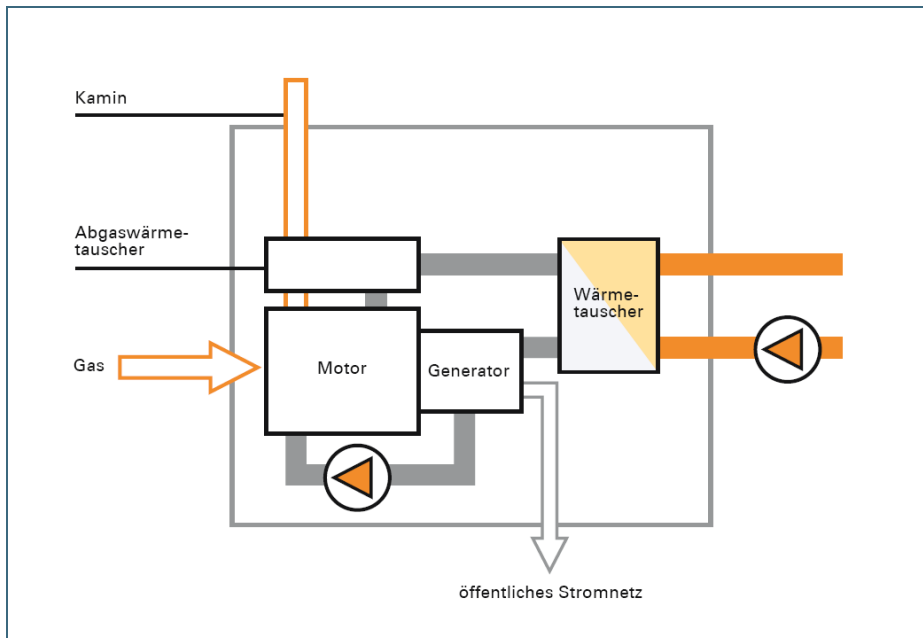 Kamin
Abgaswärme-
tauscher
Wärme-
tauscher
Gas
Motor
Generator
öffentliches Stromnetz